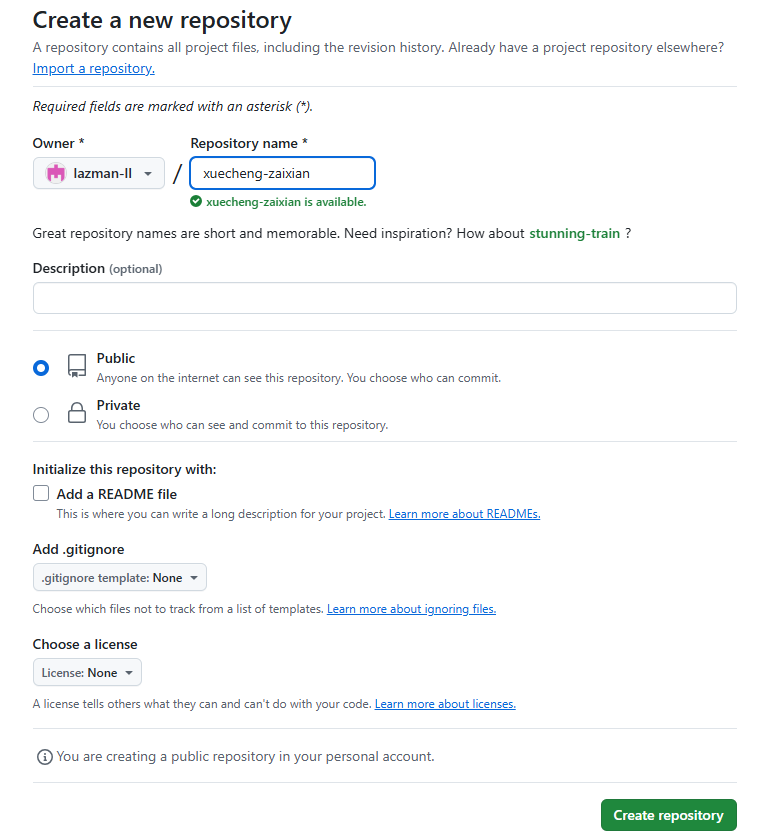 Create a new repository
A repository contains all project files, including the revision history. Already have a project repository elsewhere?
Import a repository.
Required fields are marked with an asterisk (*).
Owner *
Repository name *
lazman-ll
/
xuecheng-zaixian
xuecheng-zaixian is available.
Great repository names are short and memorable. Need inspiration? How about stunning-train ?
Description (optional)
Public
Anyone on the internet can see this repository. You choose who can commit.
Private
You choose who can see and commit to this repository.
Initialize this repository with:
Add a README file
This is where you can write a long description for your project. Learn more about READMEs.
Add .gitignore
.gitignore template: None
Choose which files not to track from a list of templates. Learn more about ignoring files.
Choose a license
License: None
A license tells others what they can and can't do with your code. Learn more about licenses.
You are creating a public repository in your personal account.
Create repository